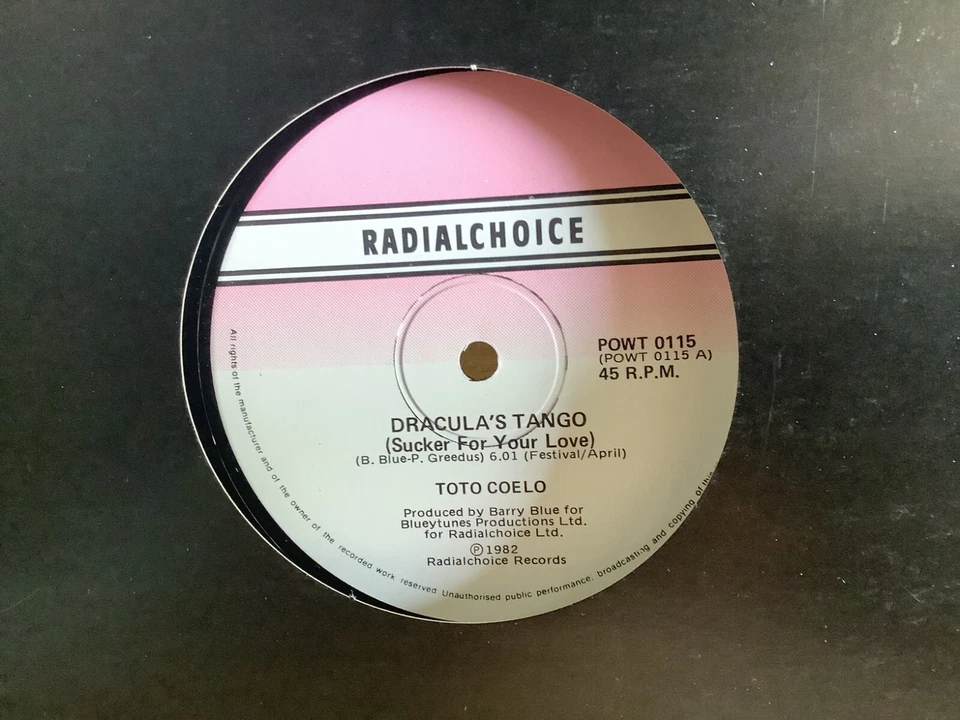 RADIALCHOICE
POWT 0115
(POWT 0115 A)
45 R.P.M.
DRACULA'S TANGO
(Sucker For Your Love)
(B. Blue-P. Greedus) 6.01 (Festival/April)
TOTO COELO
Produced by Barry Blue for
Blueytunes Productions Ltd.
for Radialchoice Ltd.
Ⓟ1982
Radialchoice Records
All rights of the manufacturer and of the owner of the recorded work reserved Unauthorised public performance. broadcasting and copying of this